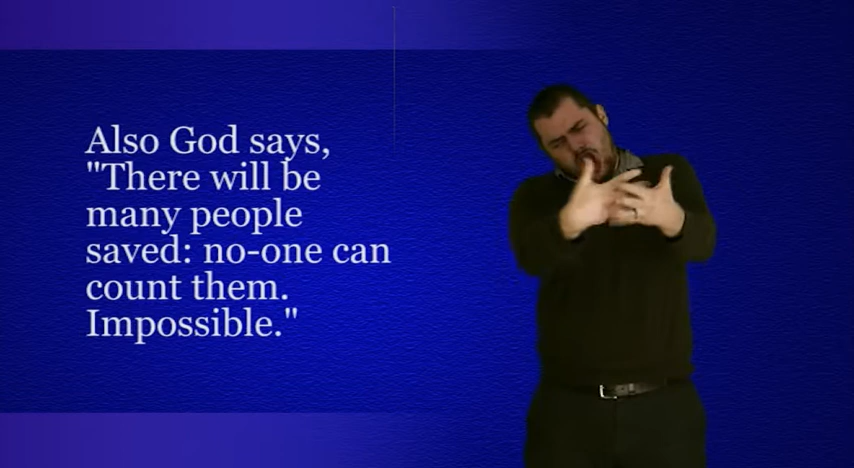 Also God says,
"There will be
many people
saved: no-one can
count them.
Impossible."